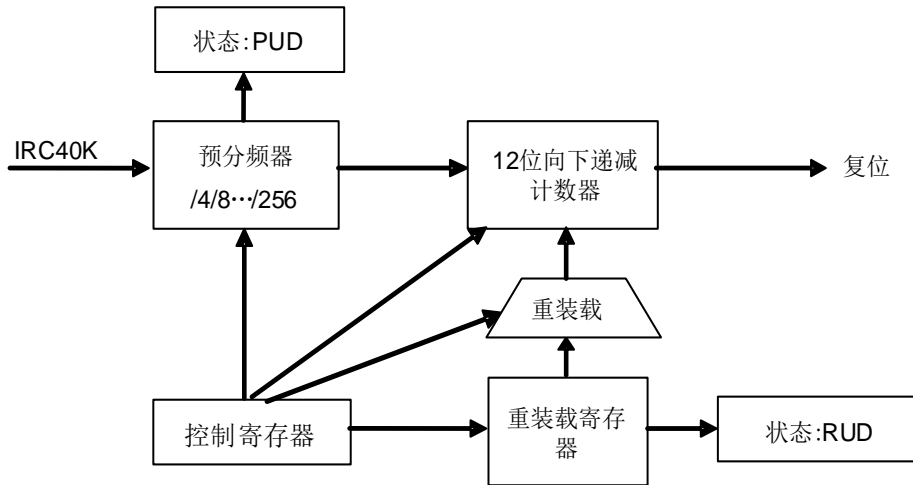 状态:PUD
IRC40K
预分频器
/4/8…/256
12位向下递减
计数器
复位
重装载
控制寄存器
重装载寄存
器
状态:RUD